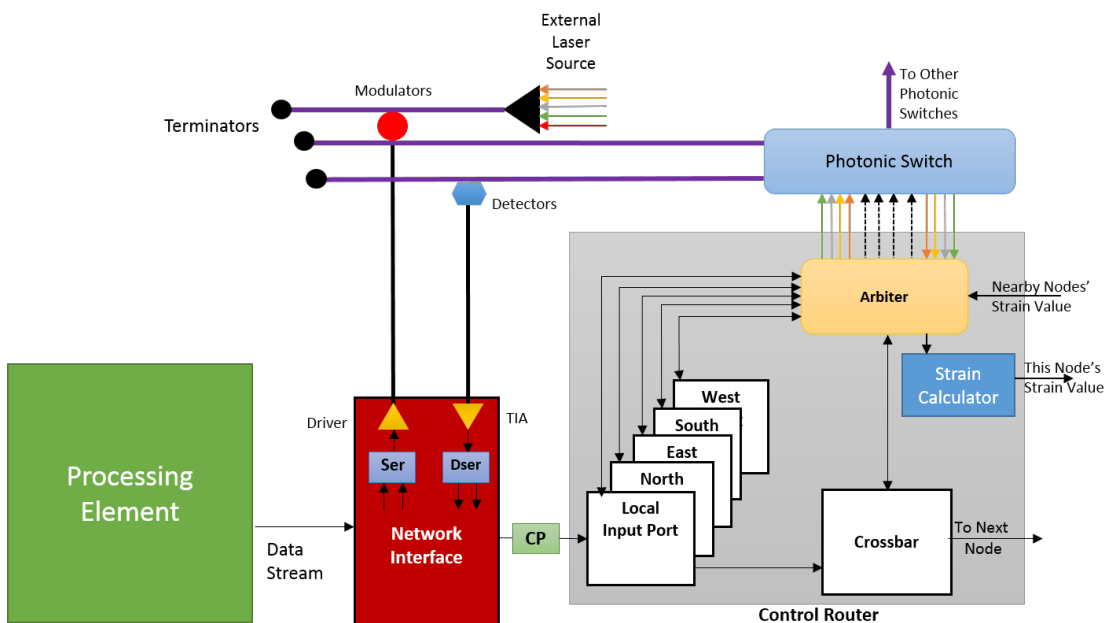 External
Laser
Source
Modulators
Terminators
To Other
Photonic
Switches
Photonic Switch
Detectors
Arbiter
Nearby Nodes'
Strain Value
Strain
Calculator
This Node's
Strain Value
West
South
East
North
Local
Input Port
Driver
TIA
Ser
Dser
Processing
Element
Network
Interface
CP
Data
Stream
Crossbar
To Next
Node
Control Router